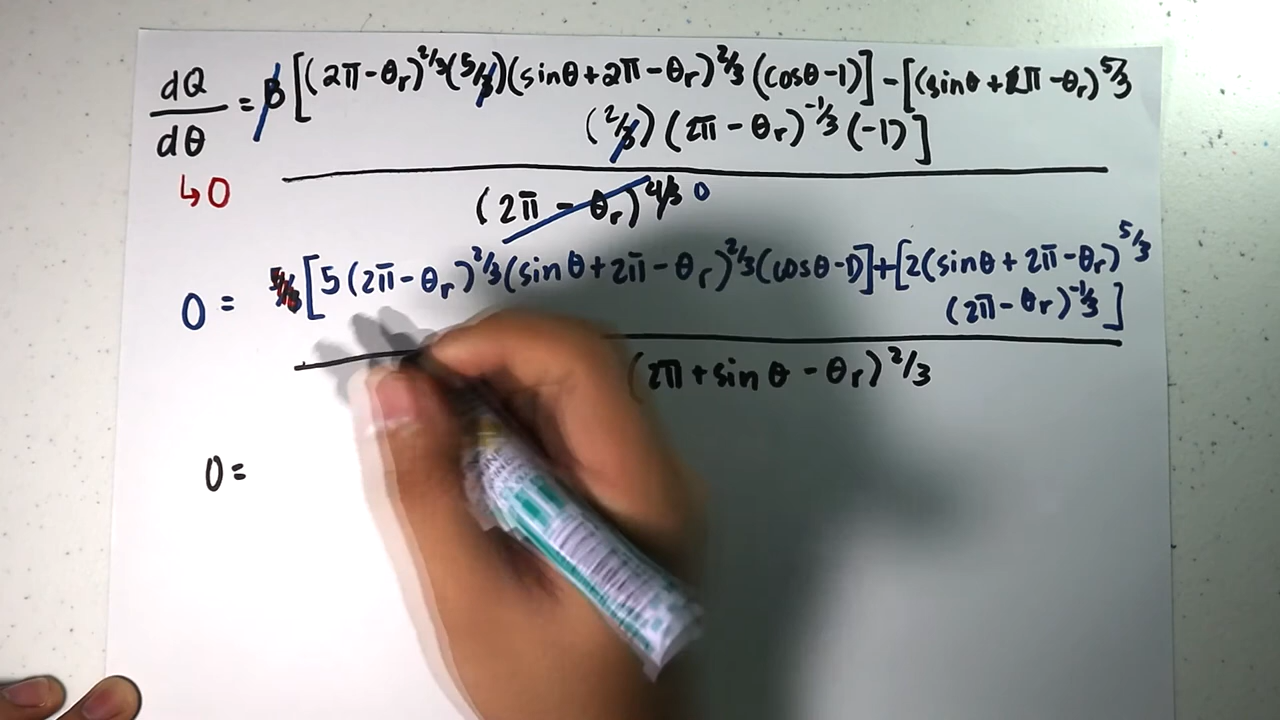 dQ/dθ = β [(2π-θr)^2/3 (5/3)(sinθ+2π-θr)^2/3 (cosθ-1)] - [(sinθ+2π-θr)^5/3
(2/3)(2π-θr)^-1/3 (-1)]
↳0
(2π-θr)^4/3 0
0 = [5(2π-θr)^2/3 (sinθ+2π-θr)^2/3 (cosθ-1)]+[2(sinθ+2π-θr)^5/3
(2π-θr)^-1/3]
(2π+sinθ-θr)^2/3
0=